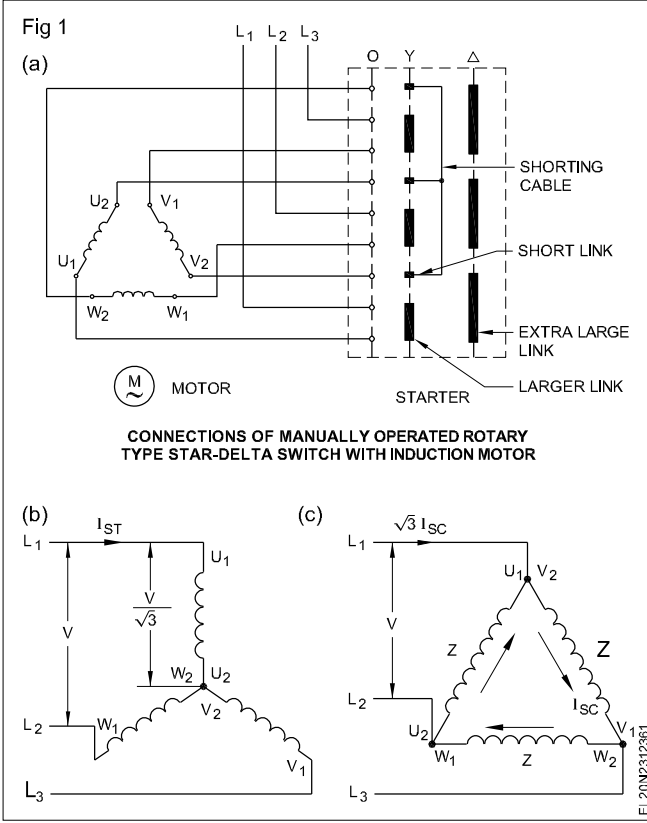 Fig 1
(a)
L1 L2 L3
O Y △
U2 V1
U1 V2
W2 W1
SHORTING
CABLE
SHORT LINK
EXTRA LARGE
LINK
LARGER LINK
M
~
MOTOR
STARTER
CONNECTIONS OF MANUALLY OPERATED ROTARY
TYPE STAR-DELTA SWITCH WITH INDUCTION MOTOR
(b)
IST
L1
U1
V
V
√3
W2 U2
V2
L2
W1
V1
L3
(c)
√3 ISC
L1
U1 V2
V
Z Z
ISC
L2
U2 V1
W1 W2
Z
L3
EL20N2312361